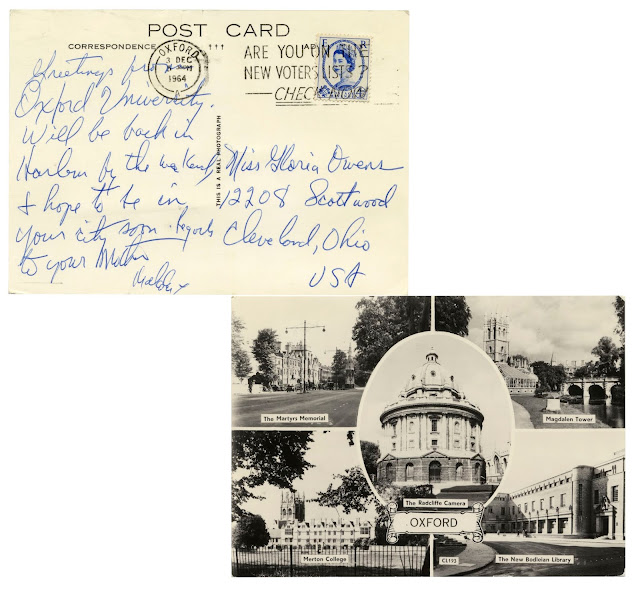 POST CARD
CORRESPONDENCE
OXFORD
3 DEC
1964
A
ARE YOU ON THE
NEW VOTERS LISTS?
CHECK NOW
E R
Greetings from
Oxford University.
Will be back in
Harlem by the weekend
& hope to be in
your city soon. Regards
to your Mother
THIS IS A REAL PHOTOGRAPH
Miss Gloria Owens
12208 Scottwood
Cleveland, Ohio
USA
The Martyrs Memorial
Magdalen Tower
The Radcliffe Camera
OXFORD
Merton College
CL192
The New Bodleian Library